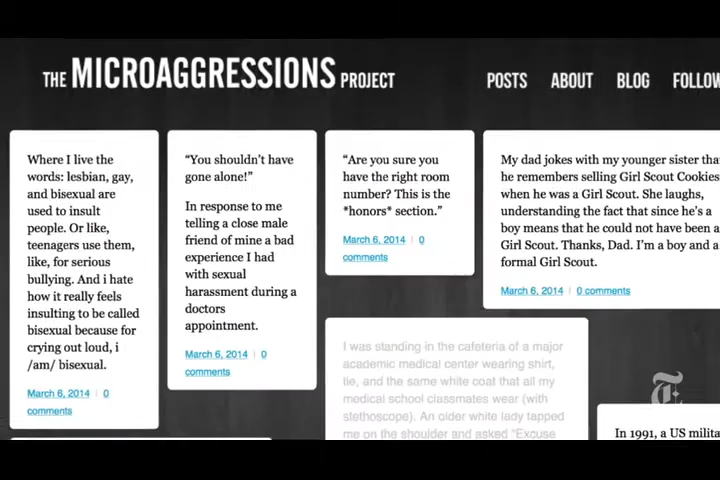 THE MICROAGGRESSIONS PROJECT
POSTS ABOUT BLOG FOLLOW
Where I live the
words: lesbian, gay,
and bisexual are
used to insult
people. Or like,
teenagers use them,
like, for serious
bullying. And i hate
how it really feels
insulting to be called
bisexual because for
crying out loud, i
/am/ bisexual.
March 6, 2014 | 0
comments
“You shouldn’t have
gone alone!”
In response to me
telling a close male
friend of mine a bad
experience I had
with sexual
harassment during a
doctors
appointment.
March 6, 2014 | 0
comments
“Are you sure you
have the right room
number? This is the
*honors* section.”
March 6, 2014 | 0
comments
My dad jokes with my younger sister that
he remembers selling Girl Scout Cookies
when he was a Girl Scout. She laughs,
understanding the fact that since he’s a
boy means that he could not have been a
Girl Scout. Thanks, Dad. I’m a boy and a
formal Girl Scout.
March 6, 2014 | 0 comments
I was standing in the cafeteria of a major
academic medical center wearing shirt,
tie, and the same white coat that all my
medical school classmates wear (with
stethoscope). An older white lady tapped
me on the shoulder and asked “Excuse
In 1991, a US milita
T